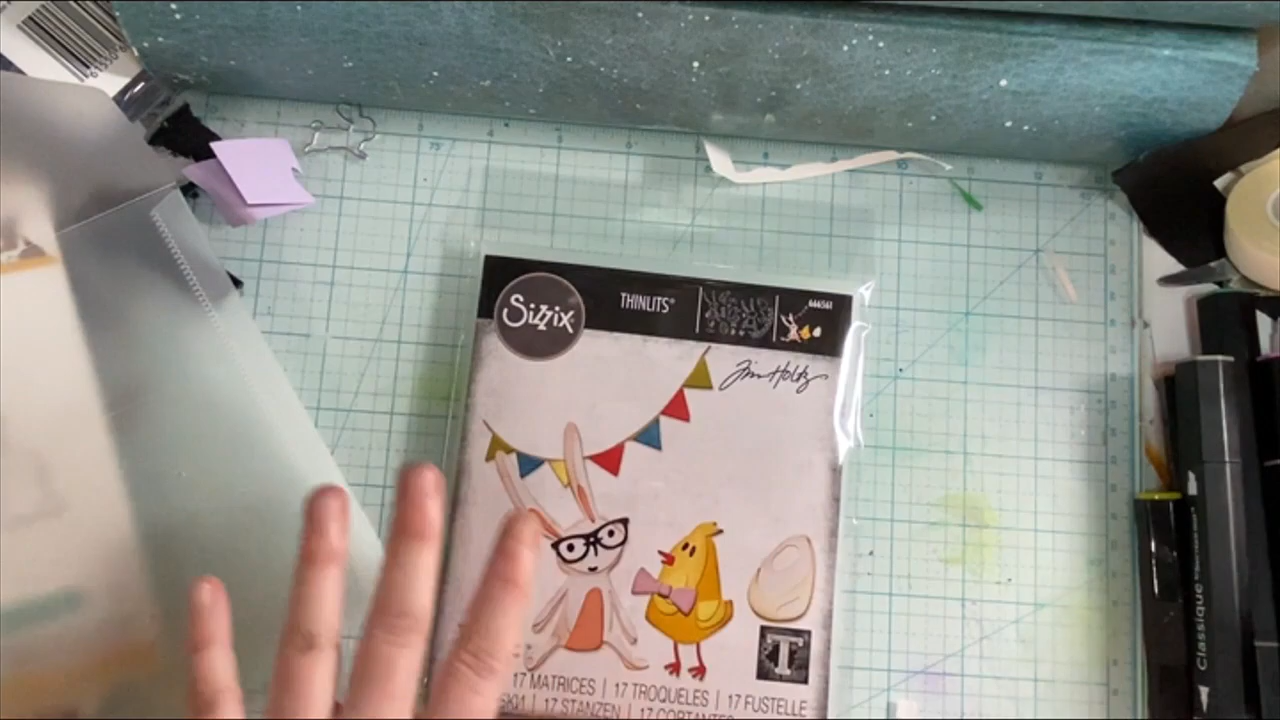 Sizzix
THINLITS®
666561
Tim Holtz
T
17 MATRICES | 17 TROQUELES | 17 FUSTELLE
17 STANZEN | 17 CORTANTES
Classique